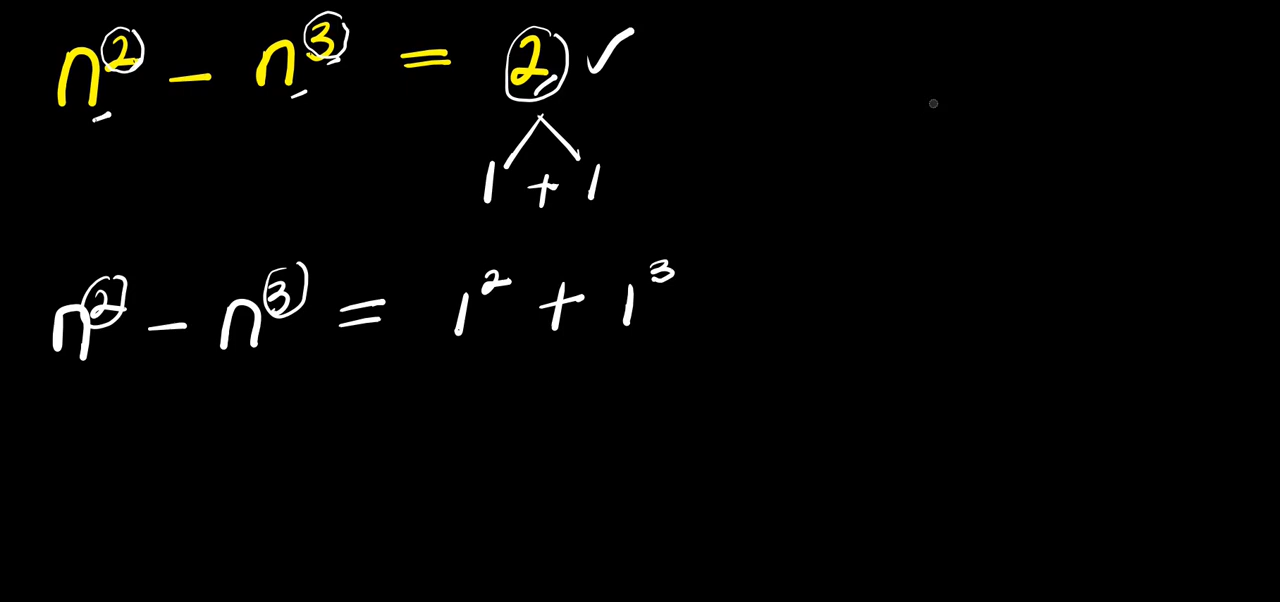 n² - n³ = 2 ✓
1 + 1
n² - n³ = 1² + 1³